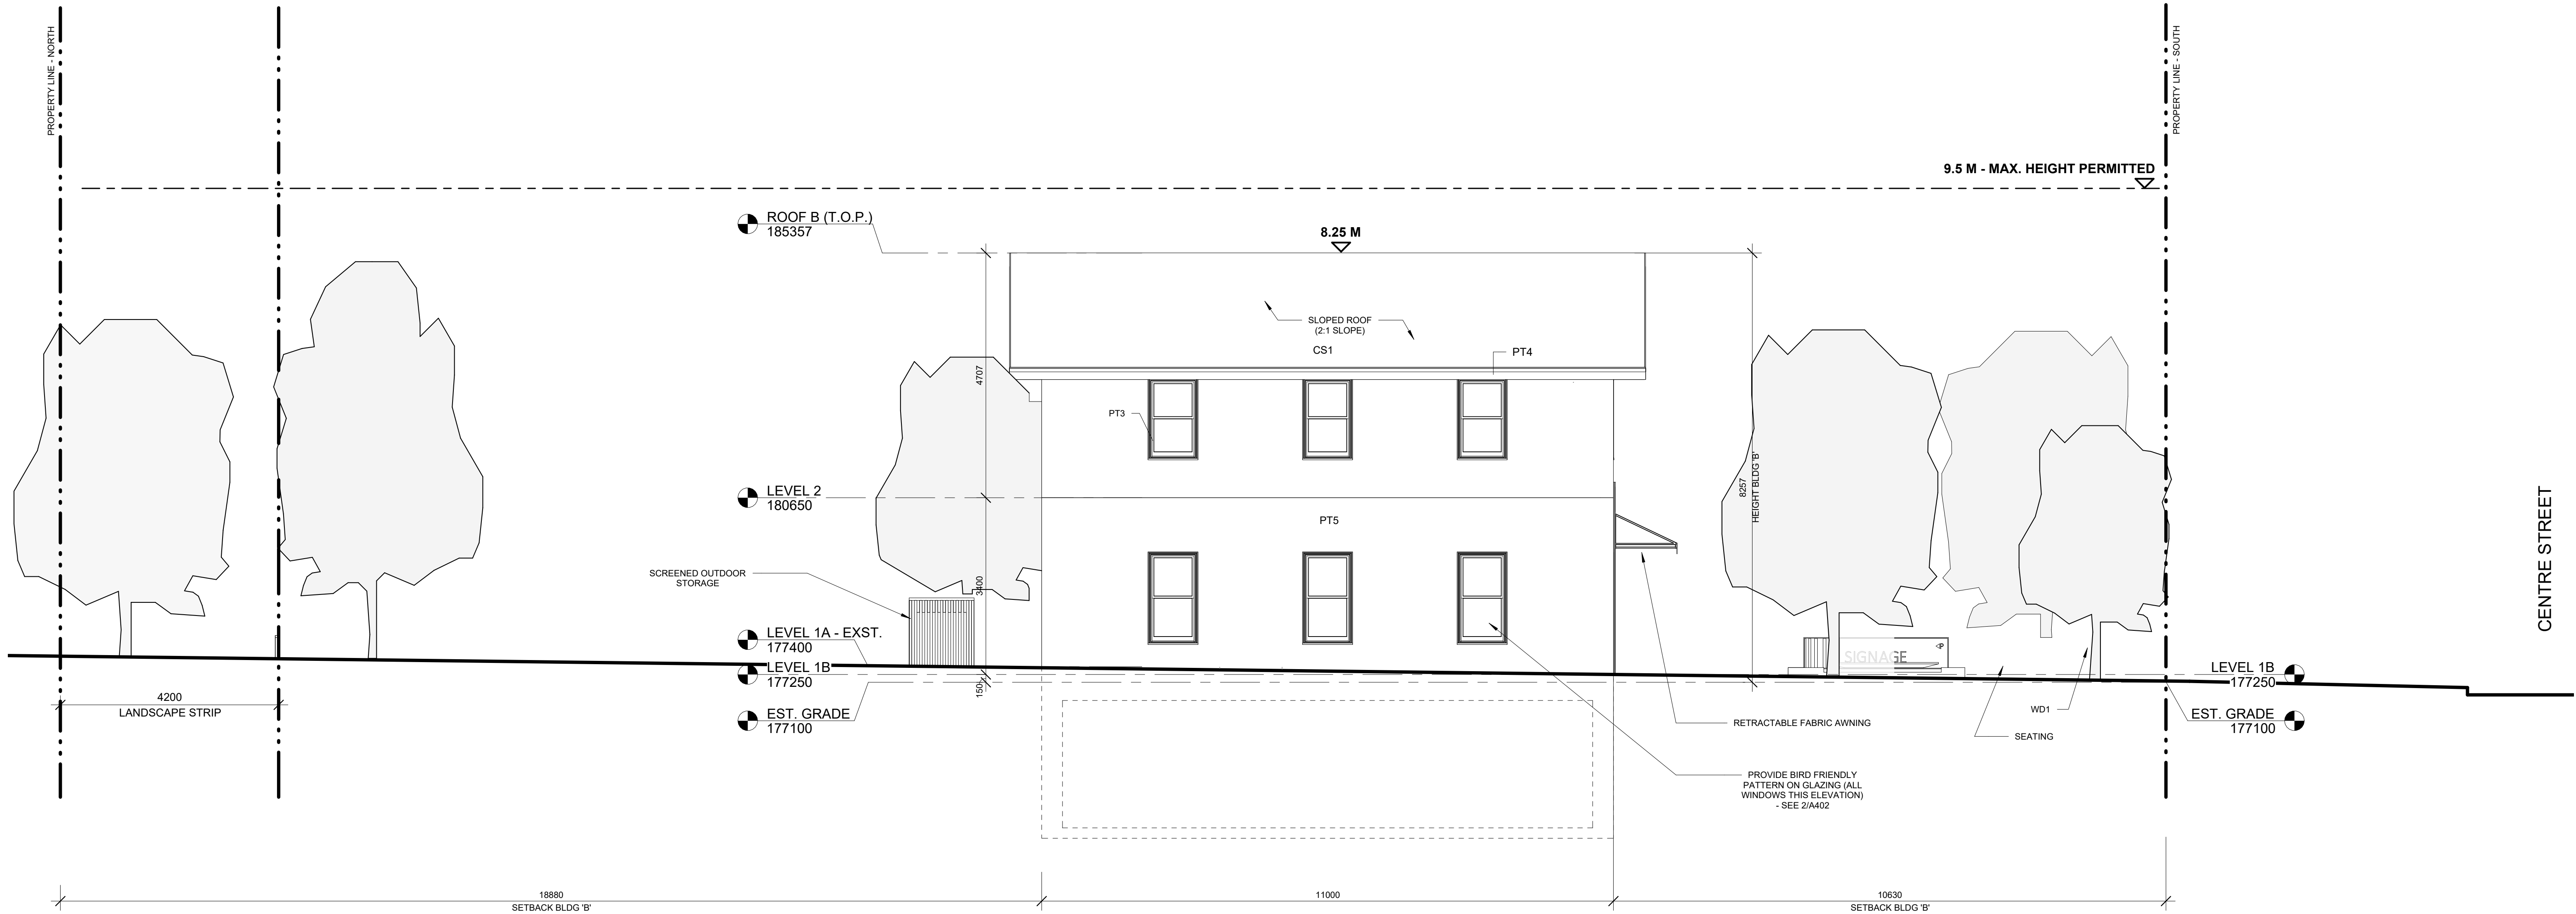 PROPERTY LINE - NORTH
PROPERTY LINE - SOUTH
9.5 M - MAX. HEIGHT PERMITTED
ROOF B (T.O.P.)
185357
8.25 M
SLOPED ROOF
(2:1 SLOPE)
CS1
PT4
4707
PT3
8257
HEIGHT BLDG 'B'
LEVEL 2
180650
PT5
CENTRE STREET
SCREENED OUTDOOR
STORAGE
3400
LEVEL 1A - EXST.
177400
SIGNAGE
LEVEL 1B
177250
LEVEL 1B
177250
150
4200
LANDSCAPE STRIP
EST. GRADE
177100
WD1
EST. GRADE
177100
RETRACTABLE FABRIC AWNING
SEATING
PROVIDE BIRD FRIENDLY
PATTERN ON GLAZING (ALL
WINDOWS THIS ELEVATION)
- SEE 2/A402
18880
SETBACK BLDG 'B'
11000
10630
SETBACK BLDG 'B'